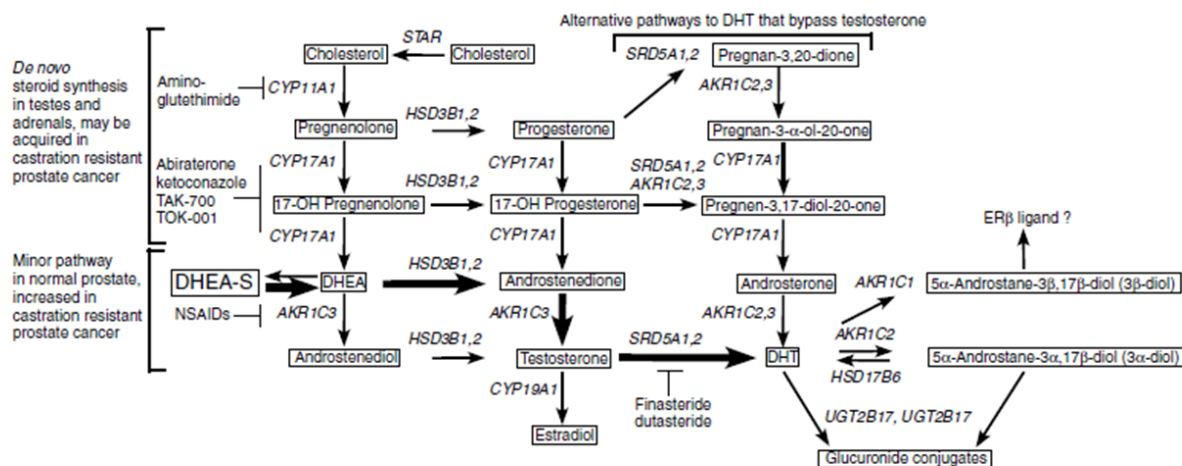 Alternative pathways to DHT that bypass testosterone
De novo
steroid synthesis
in testes and
adrenals, may be
acquired in
castration resistant
prostate cancer
Amino-
glutethimide
Cholesterol
STAR
Cholesterol
SRD5A1,2
Pregnan-3,20-dione
CYP11A1
AKR1C2,3
HSD3B1,2
Pregnenolone
Progesterone
Pregnan-3-α-ol-20-one
Abiraterone
ketoconazole
TAK-700
TOK-001
CYP17A1
HSD3B1,2
CYP17A1
SRD5A1,2
AKR1C2,3
CYP17A1
17-OH Pregnenolone
17-OH Progesterone
Pregnen-3,17-diol-20-one
CYP17A1
CYP17A1
CYP17A1
ERβ ligand ?
Minor pathway
in normal prostate,
increased in
castration resistant
prostate cancer
DHEA-S
DHEA
HSD3B1,2
Androstenedione
Androsterone
AKR1C1
5α-Androstane-3β,17β-diol (3β-diol)
NSAIDs
AKR1C3
AKR1C3
AKR1C2,3
HSD3B1,2
SRD5A1,2
AKR1C2
Androstenediol
Testosterone
DHT
5α-Androstane-3α,17β-diol (3α-diol)
HSD17B6
CYP19A1
Finasteride
dutasteride
UGT2B17, UGT2B17
Estradiol
Glucuronide conjugates